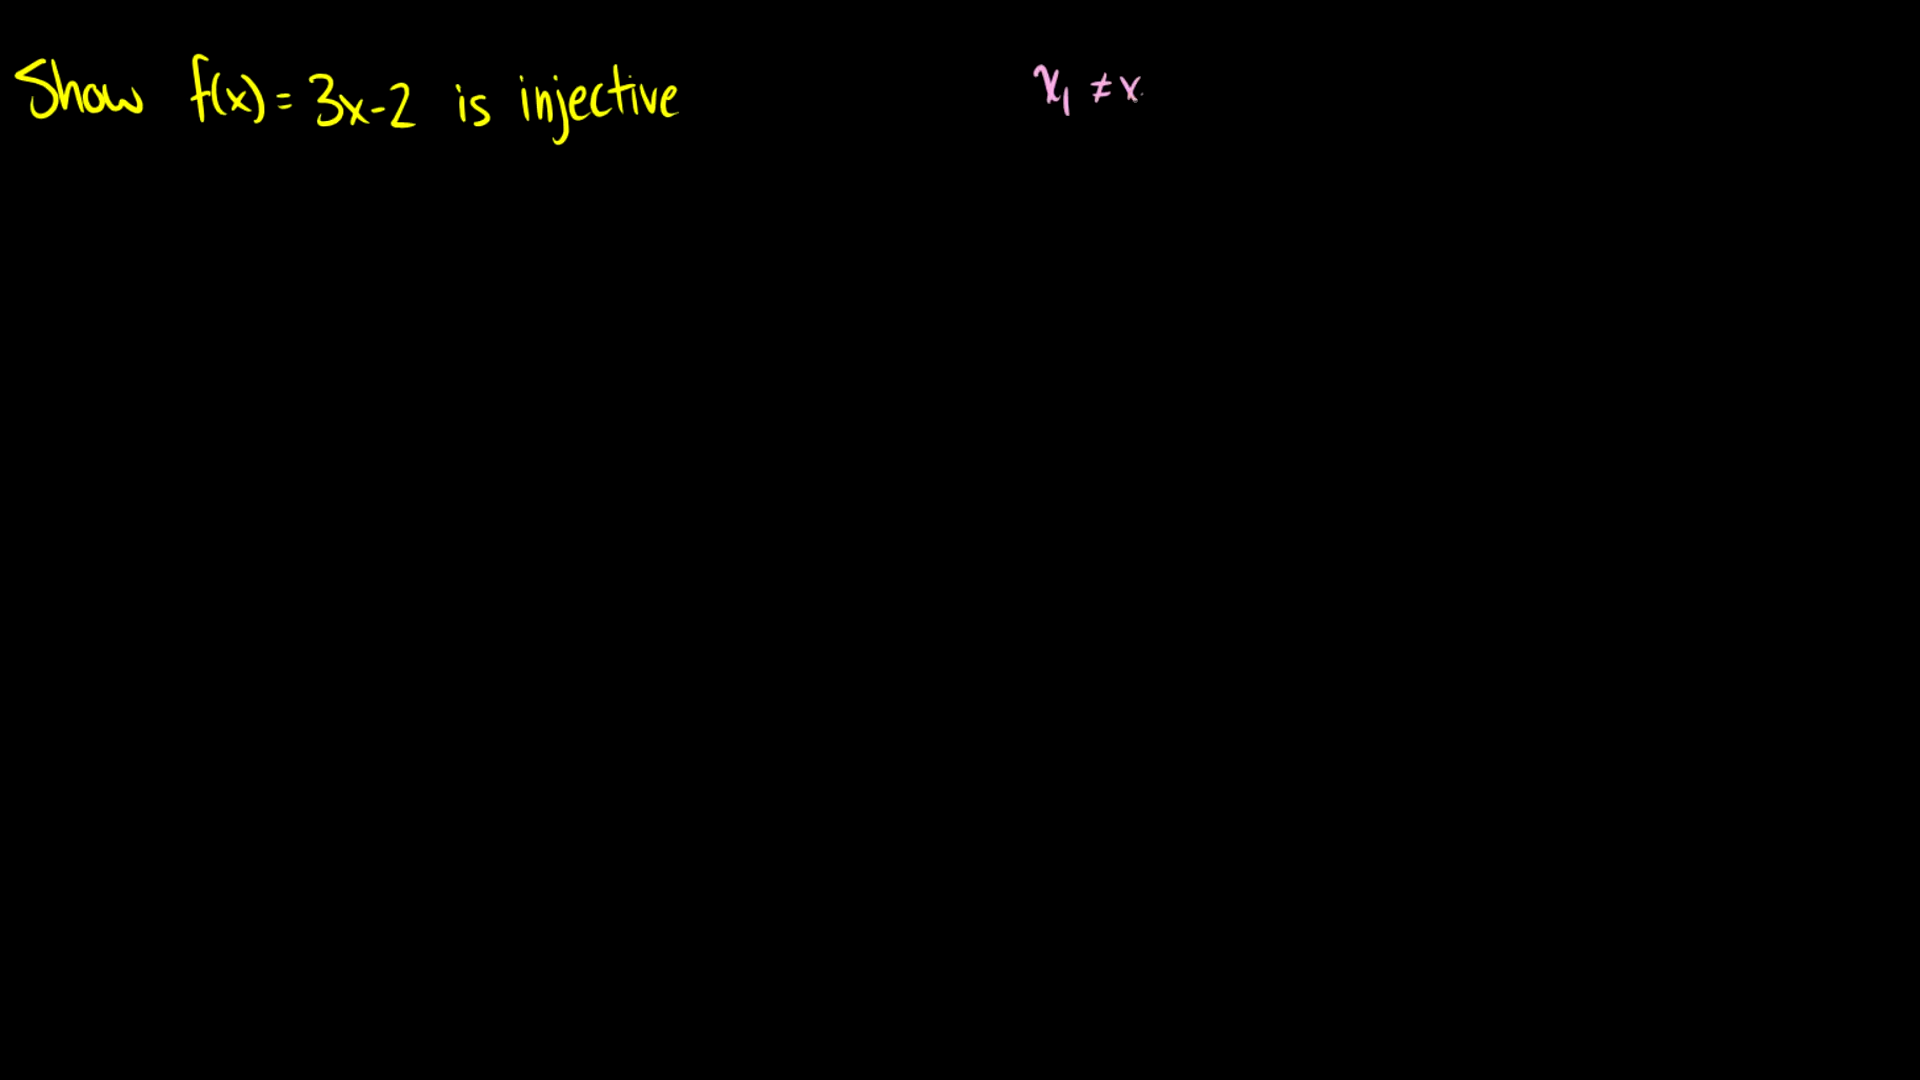 Show f(x) = 3x-2 is injective
x₁ ≠ x